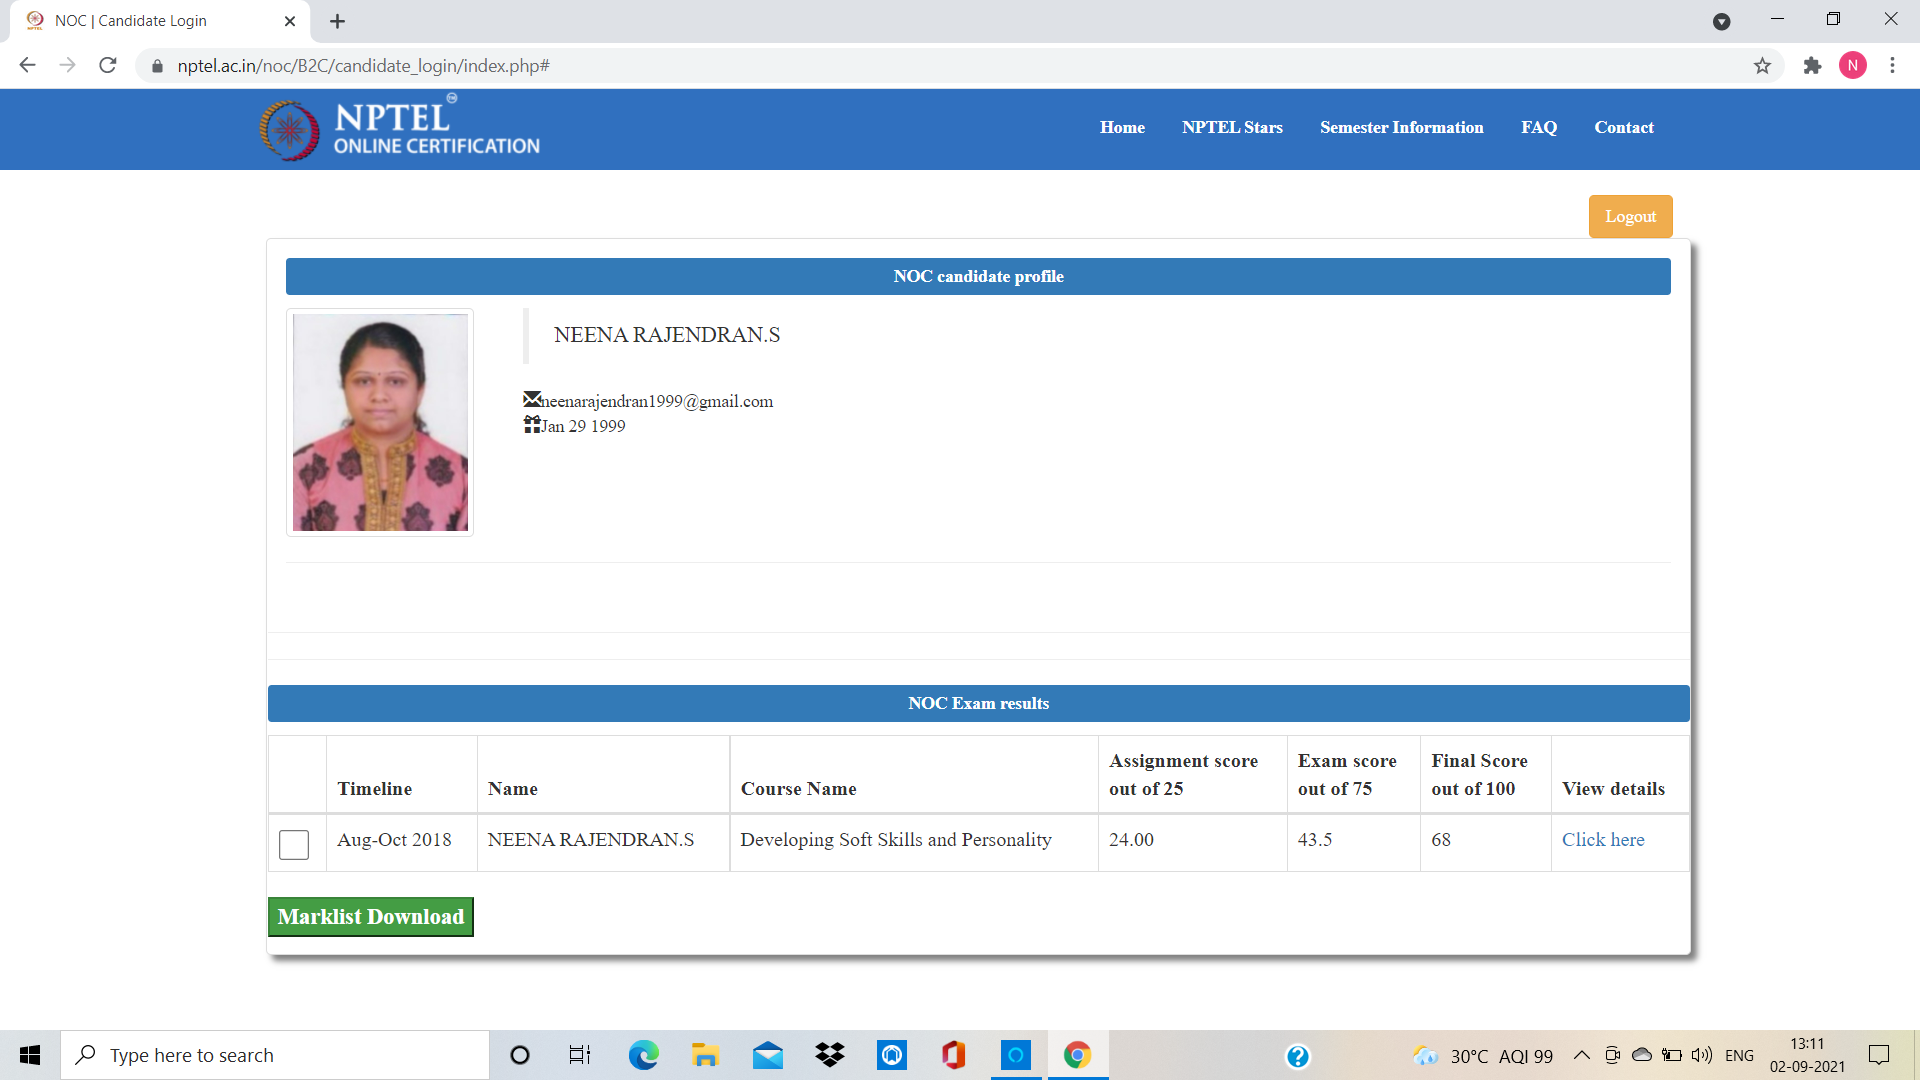 NOC | Candidate Login
nptel.ac.in/noc/B2C/candidate_login/index.php#
N
NPTEL
ONLINE CERTIFICATION
Home NPTEL Stars Semester Information FAQ Contact
Logout
NOC candidate profile
NEENA RAJENDRAN.S
neenarajendran1999@gmail.com
Jan 29 1999
NOC Exam results
Timeline Name Course Name Assignment score out of 25 Exam score out of 75 Final Score out of 100 View details
Aug-Oct 2018 NEENA RAJENDRAN.S Developing Soft Skills and Personality 24.00 43.5 68 Click here
Marklist Download
Type here to search
30°C AQI 99
ENG
13:11
02-09-2021